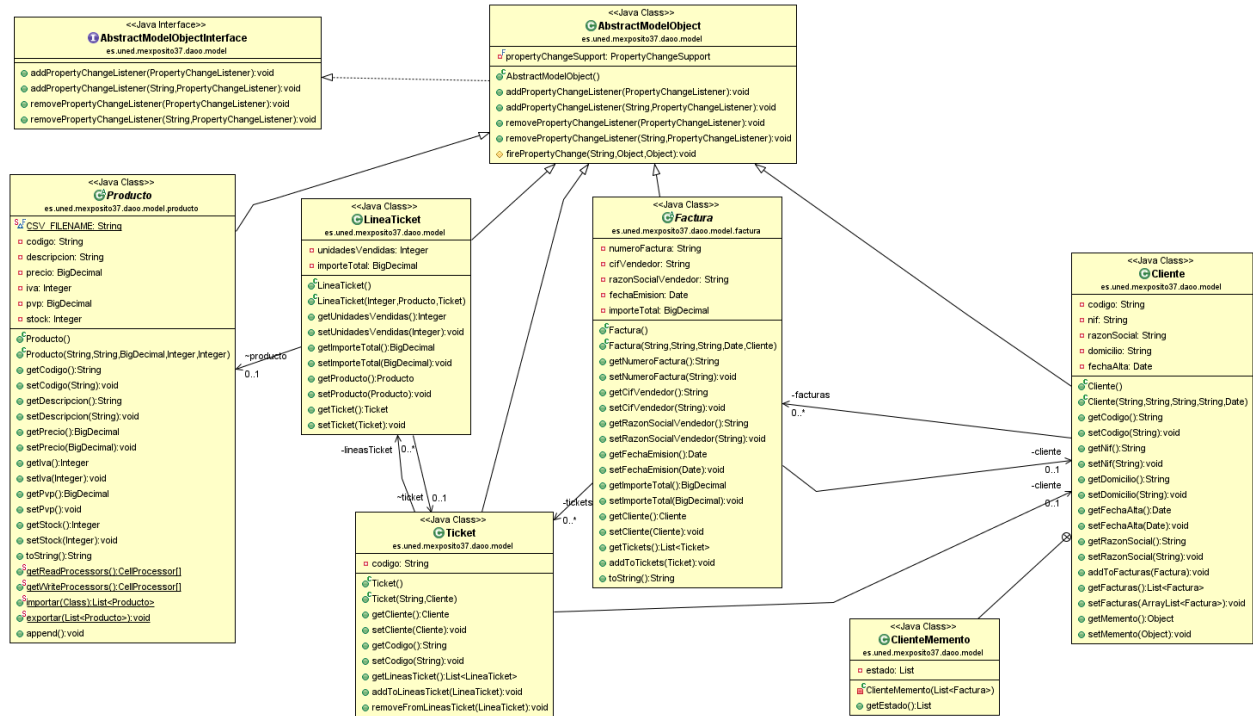 <<Java Interface>>
AbstractModelObjectInterface
es.uned.mexposito37.daoo.model
addPropertyChangeListener(PropertyChangeListener):void
addPropertyChangeListener(String,PropertyChangeListener):void
removePropertyChangeListener(PropertyChangeListener):void
removePropertyChangeListener(String,PropertyChangeListener):void
<<Java Class>>
AbstractModelObject
es.uned.mexposito37.daoo.model
propertyChangeSupport: PropertyChangeSupport
AbstractModelObject()
addPropertyChangeListener(PropertyChangeListener):void
addPropertyChangeListener(String,PropertyChangeListener):void
removePropertyChangeListener(PropertyChangeListener):void
removePropertyChangeListener(String,PropertyChangeListener):void
firePropertyChange(String,Object,Object):void
<<Java Class>>
Producto
es.uned.mexposito37.daoo.model.producto
CSV_FILENAME: String
codigo: String
descripcion: String
precio: BigDecimal
iva: Integer
pvp: BigDecimal
stock: Integer
Producto()
Producto(String,String,BigDecimal,Integer,Integer)
getCodigo():String
setCodigo(String):void
getDescripcion():String
setDescripcion(String):void
getPrecio():BigDecimal
setPrecio(BigDecimal):void
getIva():Integer
setIva(Integer):void
getPvp():BigDecimal
setPvp():void
getStock():Integer
setStock(Integer):void
toString():String
getReadProcessors():CellProcessor[]
getWriteProcessors():CellProcessor[]
importar(Class):List<Producto>
exportar(List<Producto>):void
append():void
<<Java Class>>
LineaTicket
es.uned.mexposito37.daoo.model
unidadesVendidas: Integer
importeTotal: BigDecimal
LineaTicket()
LineaTicket(Integer,Producto,Ticket)
getUnidadesVendidas():Integer
setUnidadesVendidas(Integer):void
getImporteTotal():BigDecimal
setImporteTotal(BigDecimal):void
getProducto():Producto
setProducto(Producto):void
getTicket():Ticket
setTicket(Ticket):void
<<Java Class>>
Factura
es.uned.mexposito37.daoo.model.factura
numeroFactura: String
cifVendedor: String
razonSocialVendedor: String
fechaEmision: Date
importeTotal: BigDecimal
Factura()
Factura(String,String,String,Date,Cliente)
getNumeroFactura():String
setNumeroFactura(String):void
getCifVendedor():String
setCifVendedor(String):void
getRazonSocialVendedor():String
setRazonSocialVendedor(String):void
getFechaEmision():Date
setFechaEmision(Date):void
getImporteTotal():BigDecimal
setImporteTotal(BigDecimal):void
getCliente():Cliente
setCliente(Cliente):void
getTickets():List<Ticket>
addToTickets(Ticket):void
toString():String
<<Java Class>>
Cliente
es.uned.mexposito37.daoo.model
codigo: String
nif: String
razonSocial: String
domicilio: String
fechaAlta: Date
Cliente()
Cliente(String,String,String,String,Date)
getCodigo():String
setCodigo(String):void
getNif():String
setNif(String):void
getDomicilio():String
setDomicilio(String):void
getFechaAlta():Date
setFechaAlta(Date):void
getRazonSocial():String
setRazonSocial(String):void
addToFacturas(Factura):void
getFacturas():List<Factura>
setFacturas(ArrayList<Factura>):void
getMemento():Object
setMemento(Object):void
~producto
0..1
-lineasTicket
0..*
~ticket
0..1
-tickets
0..*
-facturas
0..*
-cliente
0..1
-cliente
0..1
<<Java Class>>
Ticket
es.uned.mexposito37.daoo.model
codigo: String
Ticket()
Ticket(String,Cliente)
getCliente():Cliente
setCliente(Cliente):void
getCodigo():String
setCodigo(String):void
getLineasTicket():List<LineaTicket>
addToLineasTicket(LineaTicket):void
removeFromLineasTicket(LineaTicket):void
<<Java Class>>
ClienteMemento
es.uned.mexposito37.daoo.model
estado: List
ClienteMemento(List<Factura>)
getEstado():List